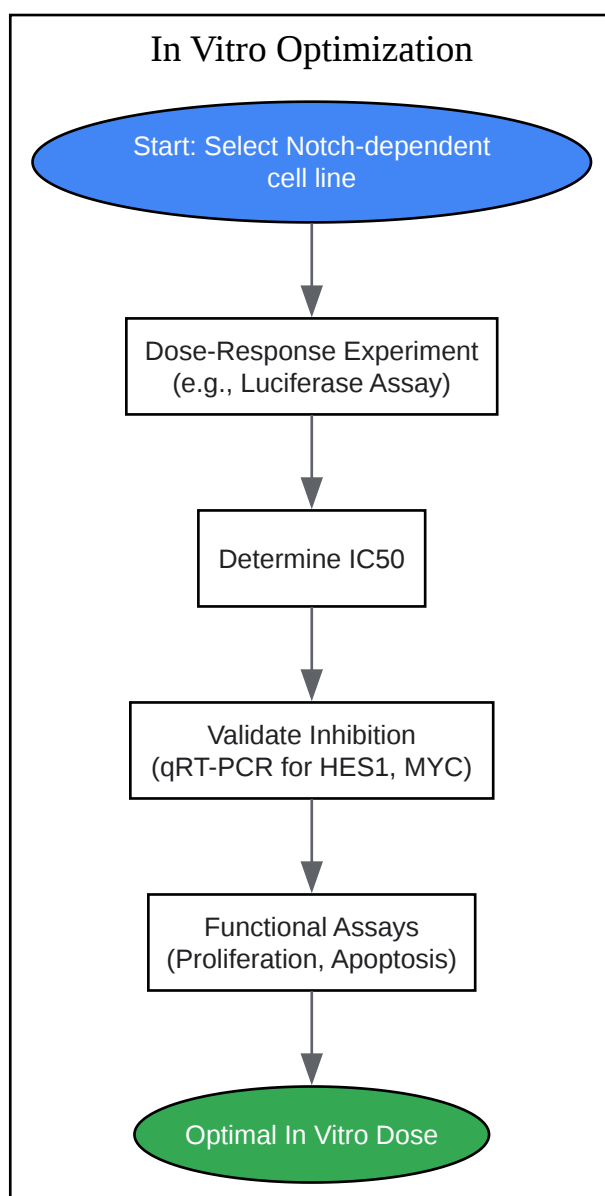 In Vitro Optimization
Start: Select Notch-dependent
cell line
Dose-Response Experiment
(e.g., Luciferase Assay)
Determine IC50
Validate Inhibition
(qRT-PCR for HES1, MYC)
Functional Assays
(Proliferation, Apoptosis)
Optimal In Vitro Dose